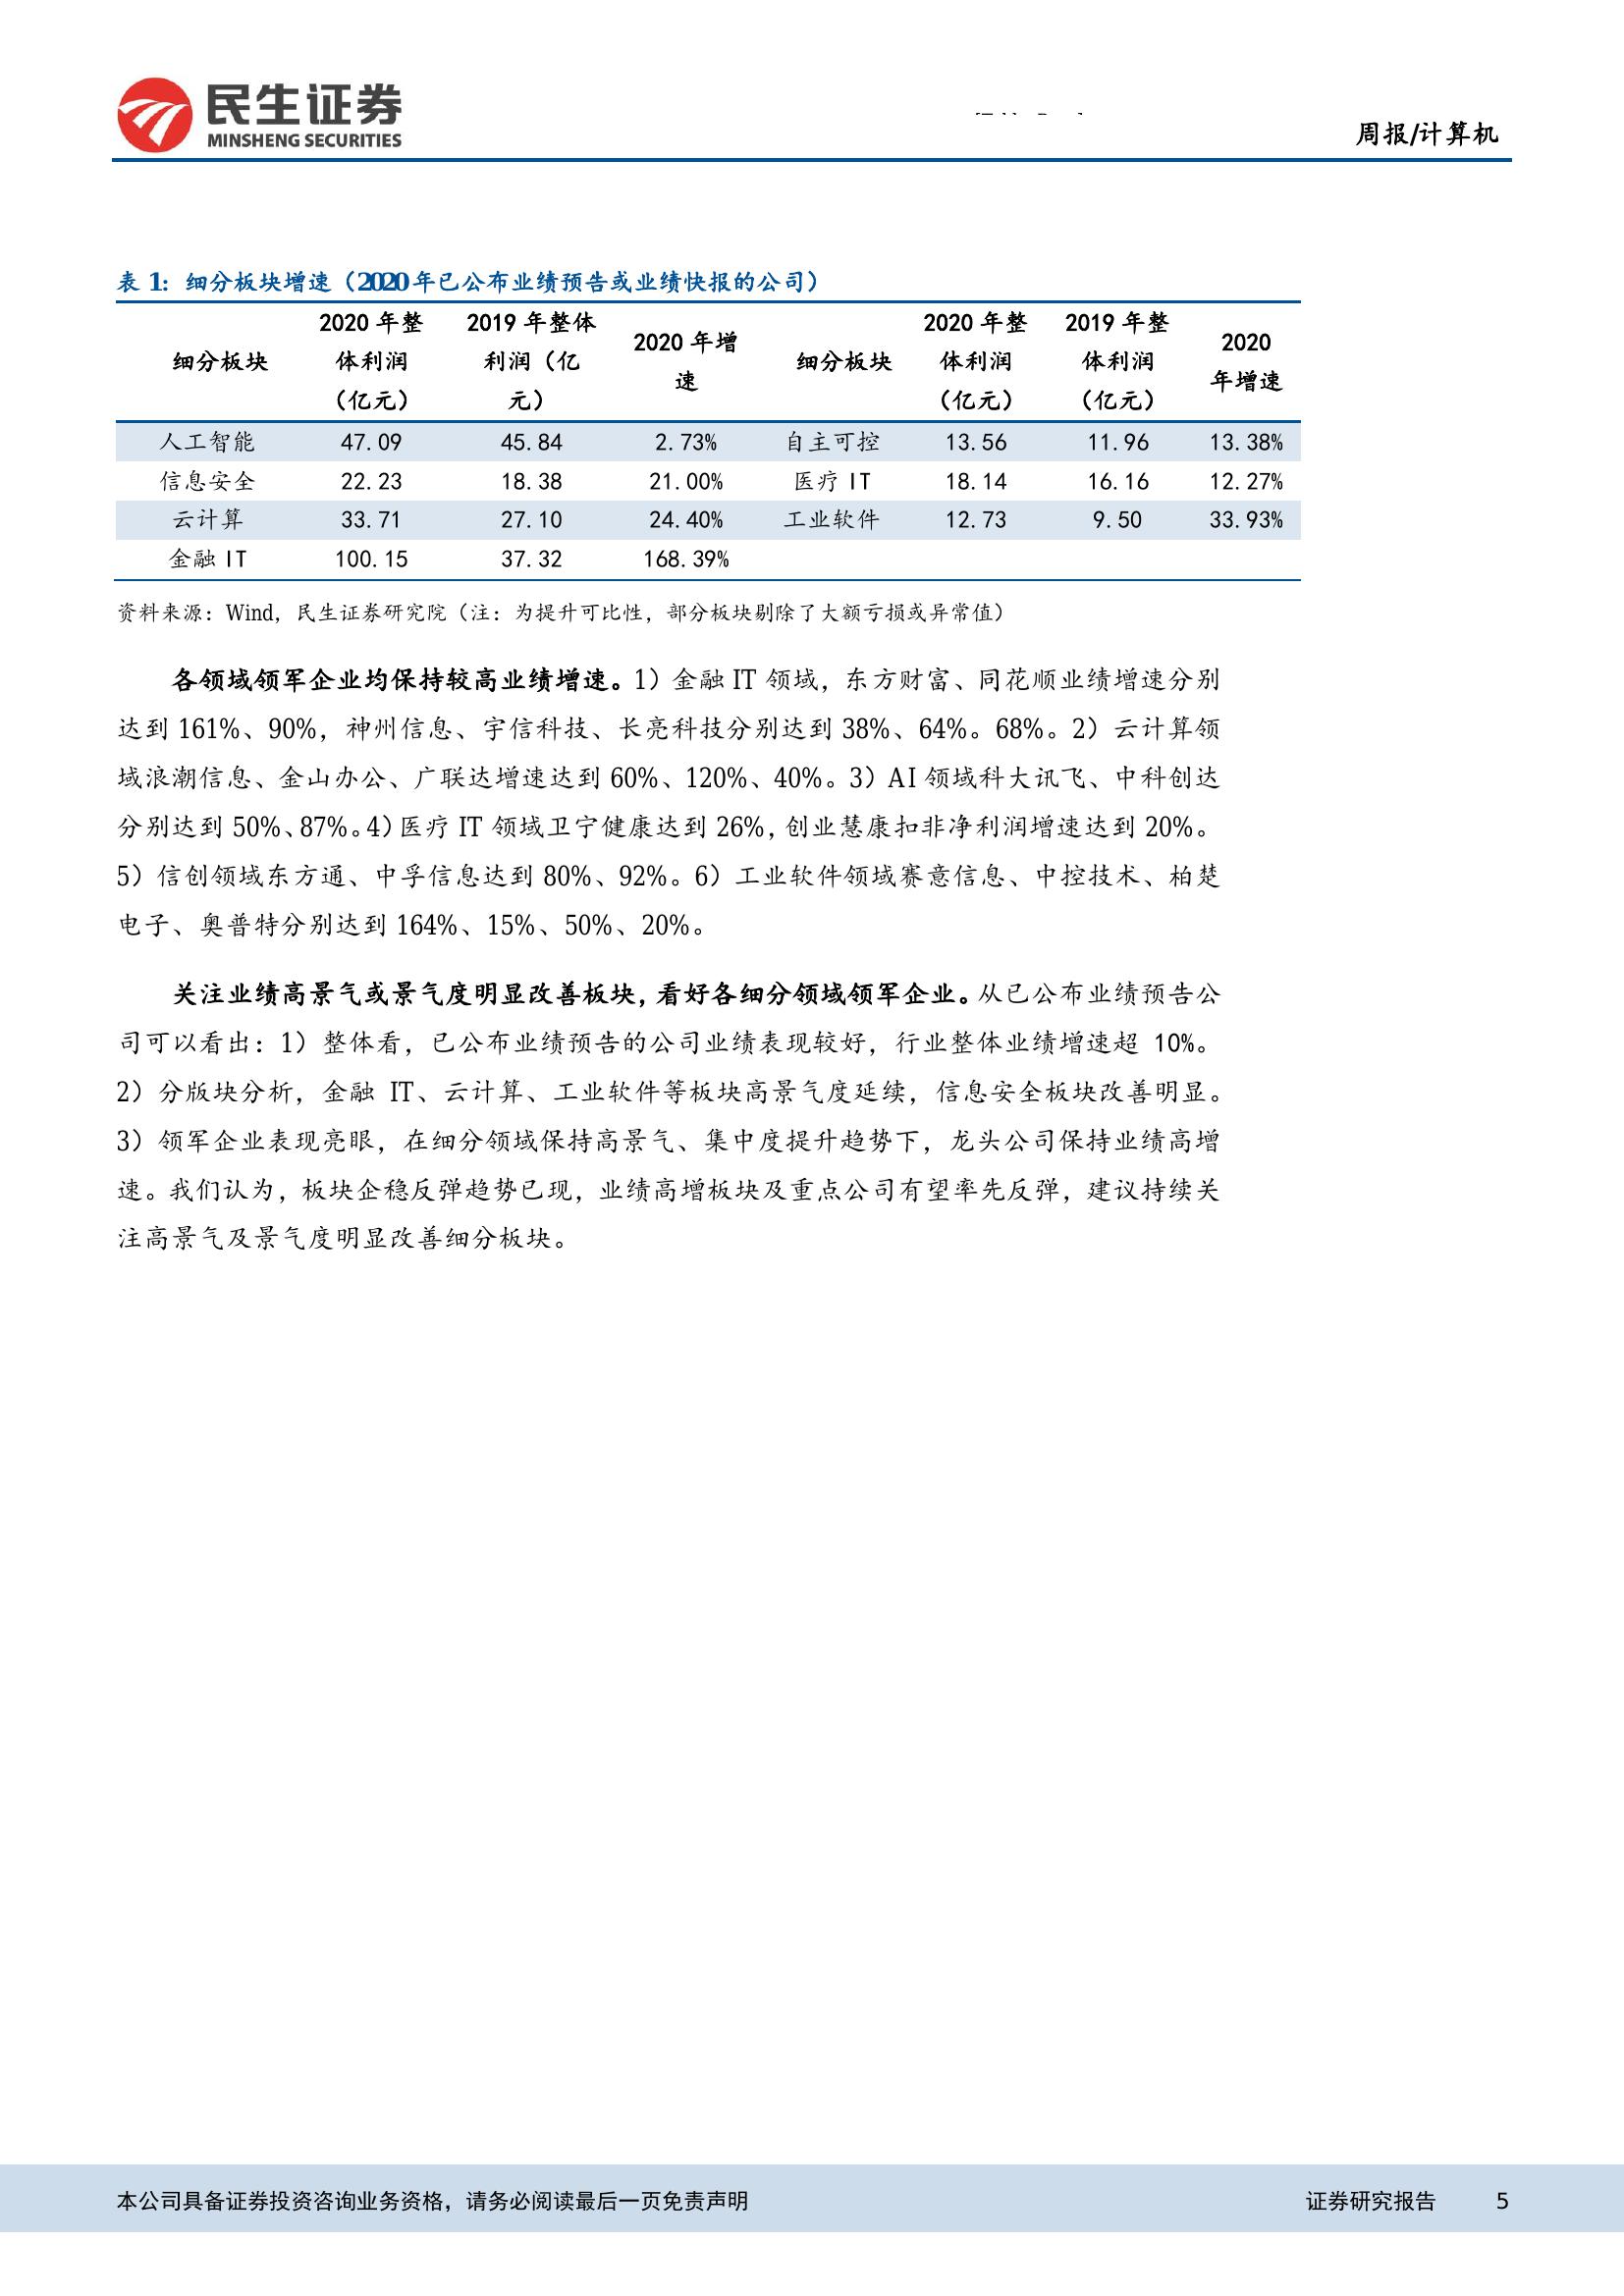 民生证券
MINSHENG SECURITIES
周报/计算机
表 1：细分板块增速（2020 年已公布业绩预告或业绩快报的公司）
细分板块 2020 年整体利润（亿元） 2019 年整体利润（亿元） 2020 年增速 细分板块 2020 年整体利润（亿元） 2019 年整体利润（亿元） 2020 年增速
人工智能 47.09 45.84 2.73% 自主可控 13.56 11.96 13.38%
信息安全 22.23 18.38 21.00% 医疗 IT 18.14 16.16 12.27%
云计算 33.71 27.10 24.40% 工业软件 12.73 9.50 33.93%
金融 IT 100.15 37.32 168.39%
资料来源：Wind，民生证券研究院（注：为提升可比性，部分板块剔除了大额亏损或异常值）
各领域领军企业均保持较高业绩增速。1）金融 IT 领域，东方财富、同花顺业绩增速分别
达到 161%、90%，神州信息、宇信科技、长亮科技分别达到 38%、64%。68%。2）云计算领
域浪潮信息、金山办公、广联达增速达到 60%、120%、40%。3）AI 领域科大讯飞、中科创达
分别达到 50%、87%。4）医疗 IT 领域卫宁健康达到 26%，创业慧康扣非净利润增速达到 20%。
5）信创领域东方通、中孚信息达到 80%、92%。6）工业软件领域赛意信息、中控技术、柏楚
电子、奥普特分别达到 164%、15%、50%、20%。
关注业绩高景气或景气度明显改善板块，看好各细分领域领军企业。从已公布业绩预告公
司可以看出：1）整体看，已公布业绩预告的公司业绩表现较好，行业整体业绩增速超 10%。
2）分版块分析，金融 IT、云计算、工业软件等板块高景气度延续，信息安全板块改善明显。
3）领军企业表现亮眼，在细分领域保持高景气、集中度提升趋势下，龙头公司保持业绩高增
速。我们认为，板块企稳反弹趋势已现，业绩高增板块及重点公司有望率先反弹，建议持续关
注高景气及景气度明显改善细分板块。
本公司具备证券投资咨询业务资格，请务必阅读最后一页免责声明 证券研究报告 5